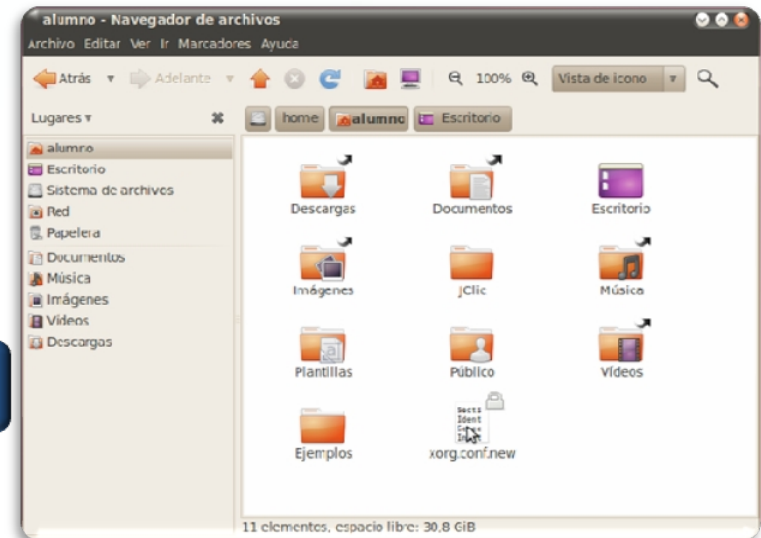 alumno - Navegador de archivos
Archivo Editar Ver Ir Marcadores Ayuda
Atrás Adelante 100% Vista de icono
Lugares home alumno Escritorio
alumno
Escritorio
Sistema de archivos
Red
Papelera
Documentos
Música
Imágenes
Vídeos
Descargas
Descargas Documentos Escritorio
Imágenes JClic Música
Plantillas Público Vídeos
Ejemplos xorg.conf.new
11 elementos, espacio libre: 30,8 GiB